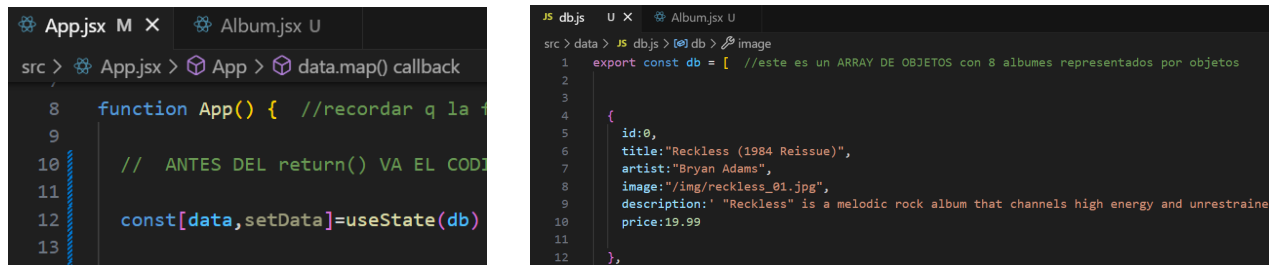 App.jsx M X
Album.jsx U
src > App.jsx > App > data.map() callback
8 function App() { //recordar q la
9
10 // ANTES DEL return() VA EL CODI
11
12 const[data,setData]=useState(db)
13
JS db.js U X
Album.jsx U
src > data > JS db.js > db > image
1 export const db = [ //este es un ARRAY DE OBJETOS con 8 albumes representados por objetos
2
3
4 {
5 id:0,
6 title:"Reckless (1984 Reissue)",
7 artist:"Bryan Adams",
8 image:"/img/reckless_01.jpg",
9 description:' "Reckless" is a melodic rock album that channels high energy and unrestraine
10 price:19.99
11
12 },